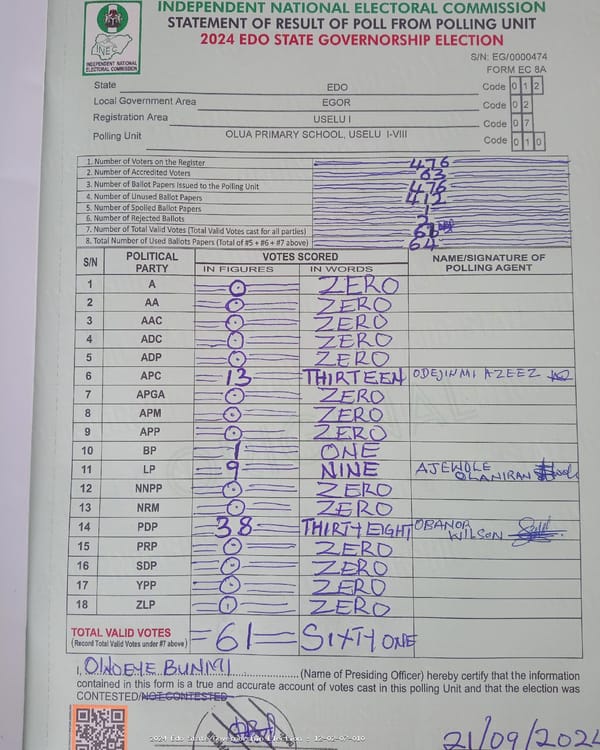 INDEPENDENT NATIONAL ELECTORAL COMMISSION
STATEMENT OF RESULT OF POLL FROM POLLING UNIT
2024 EDO STATE GOVERNORSHIP ELECTION
INEC
INDEPENDENT NATIONAL
ELECTORAL COMMISSION
S/N: EG/0000474
FORM EC 8A
State EDO Code 0 1 2
Local Government Area EGOR Code 0 2
Registration Area USELU I Code 0 7
Polling Unit OLUA PRIMARY SCHOOL, USELU I-VIII Code 0 1 0
1. Number of Voters on the Register 476
2. Number of Accredited Voters 63
3. Number of Ballot Papers Issued to the Polling Unit 476
4. Number of Unused Ballot Papers 412
5. Number of Spoiled Ballot Papers 1
6. Number of Rejected Ballots 2
7. Number of Total Valid Votes (Total Valid Votes cast for all parties) 61
8. Total Number of Used Ballots Papers (Total of #5 + #6 + #7 above) 64
S/N POLITICAL PARTY VOTES SCORED NAME/SIGNATURE OF POLLING AGENT
IN FIGURES IN WORDS
1 A 0 ZERO
2 AA 0 ZERO
3 AAC 0 ZERO
4 ADC 0 ZERO
5 ADP 0 ZERO
6 APC 13 THIRTEEN ODEJINMI AZEEZ
7 APGA 0 ZERO
8 APM 0 ZERO
9 APP 0 ZERO
10 BP 1 ONE
11 LP 9 NINE AJEWOLE OLANIRAN
12 NNPP 0 ZERO
13 NRM 0 ZERO
14 PDP 38 THIRTY EIGHT OBANOR WILSON
15 PRP 0 ZERO
16 SDP 0 ZERO
17 YPP 0 ZERO
18 ZLP 0 ZERO
TOTAL VALID VOTES =61= SIXTY ONE
(Record Total Valid Votes under #7 above)
I, BUNMI (Name of Presiding Officer) hereby certify that the information
contained in this form is a true and accurate account of votes cast in this polling Unit and that the election was
CONTESTED/NOT CONTESTED
21/09/2024